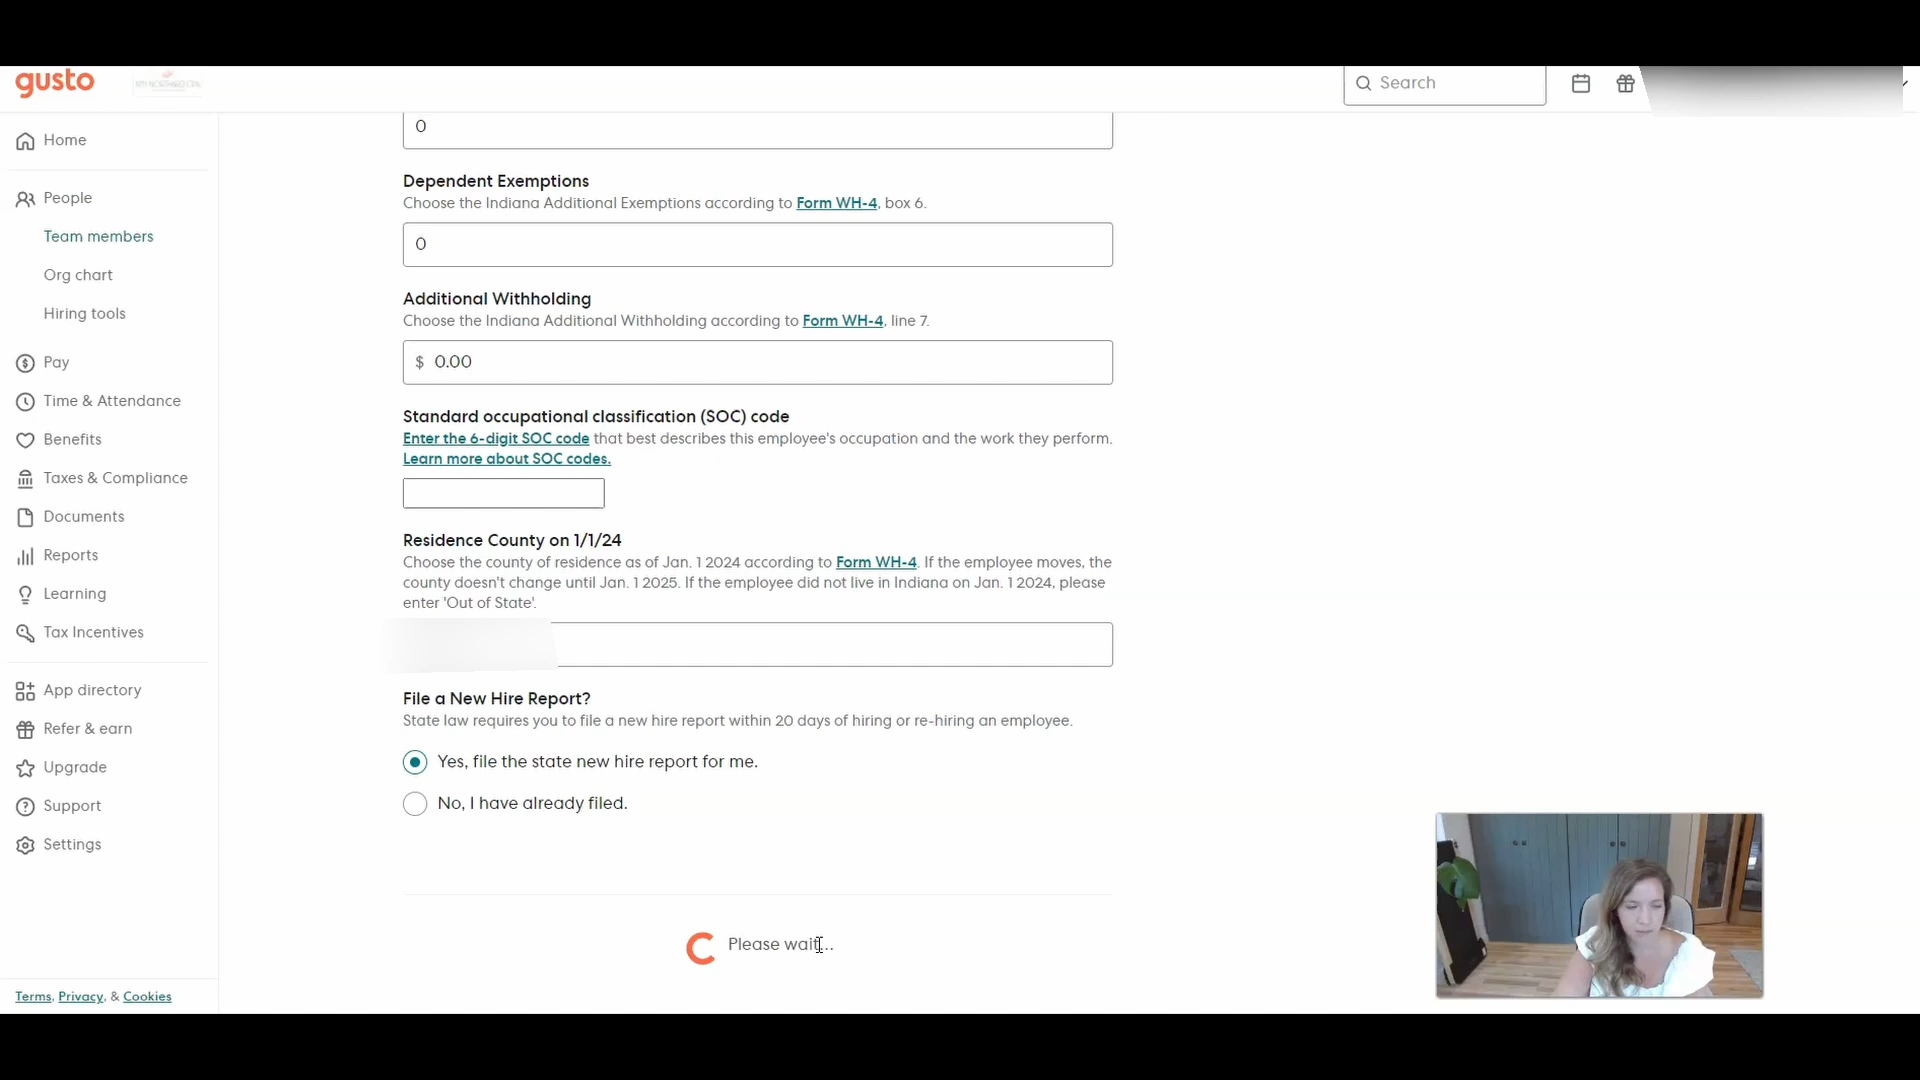 gusto
Search
Home
People
Team members
Org chart
Hiring tools
Pay
Time & Attendance
Benefits
Taxes & Compliance
Documents
Reports
Learning
Tax Incentives
App directory
Refer & earn
Upgrade
Support
Settings
Terms, Privacy, & Cookies
0
Dependent Exemptions
Choose the Indiana Additional Exemptions according to Form WH-4, box 6.
0
Additional Withholding
Choose the Indiana Additional Withholding according to Form WH-4, line 7.
$ 0.00
Standard occupational classification (SOC) code
Enter the 6-digit SOC code that best describes this employee's occupation and the work they perform.
Learn more about SOC codes.
Residence County on 1/1/24
Choose the county of residence as of Jan. 1 2024 according to Form WH-4. If the employee moves, the
county doesn't change until Jan. 1 2025. If the employee did not live in Indiana on Jan. 1 2024, please
enter 'Out of State'.
File a New Hire Report?
State law requires you to file a new hire report within 20 days of hiring or re-hiring an employee.
Yes, file the state new hire report for me.
No, I have already filed.
Please wait...